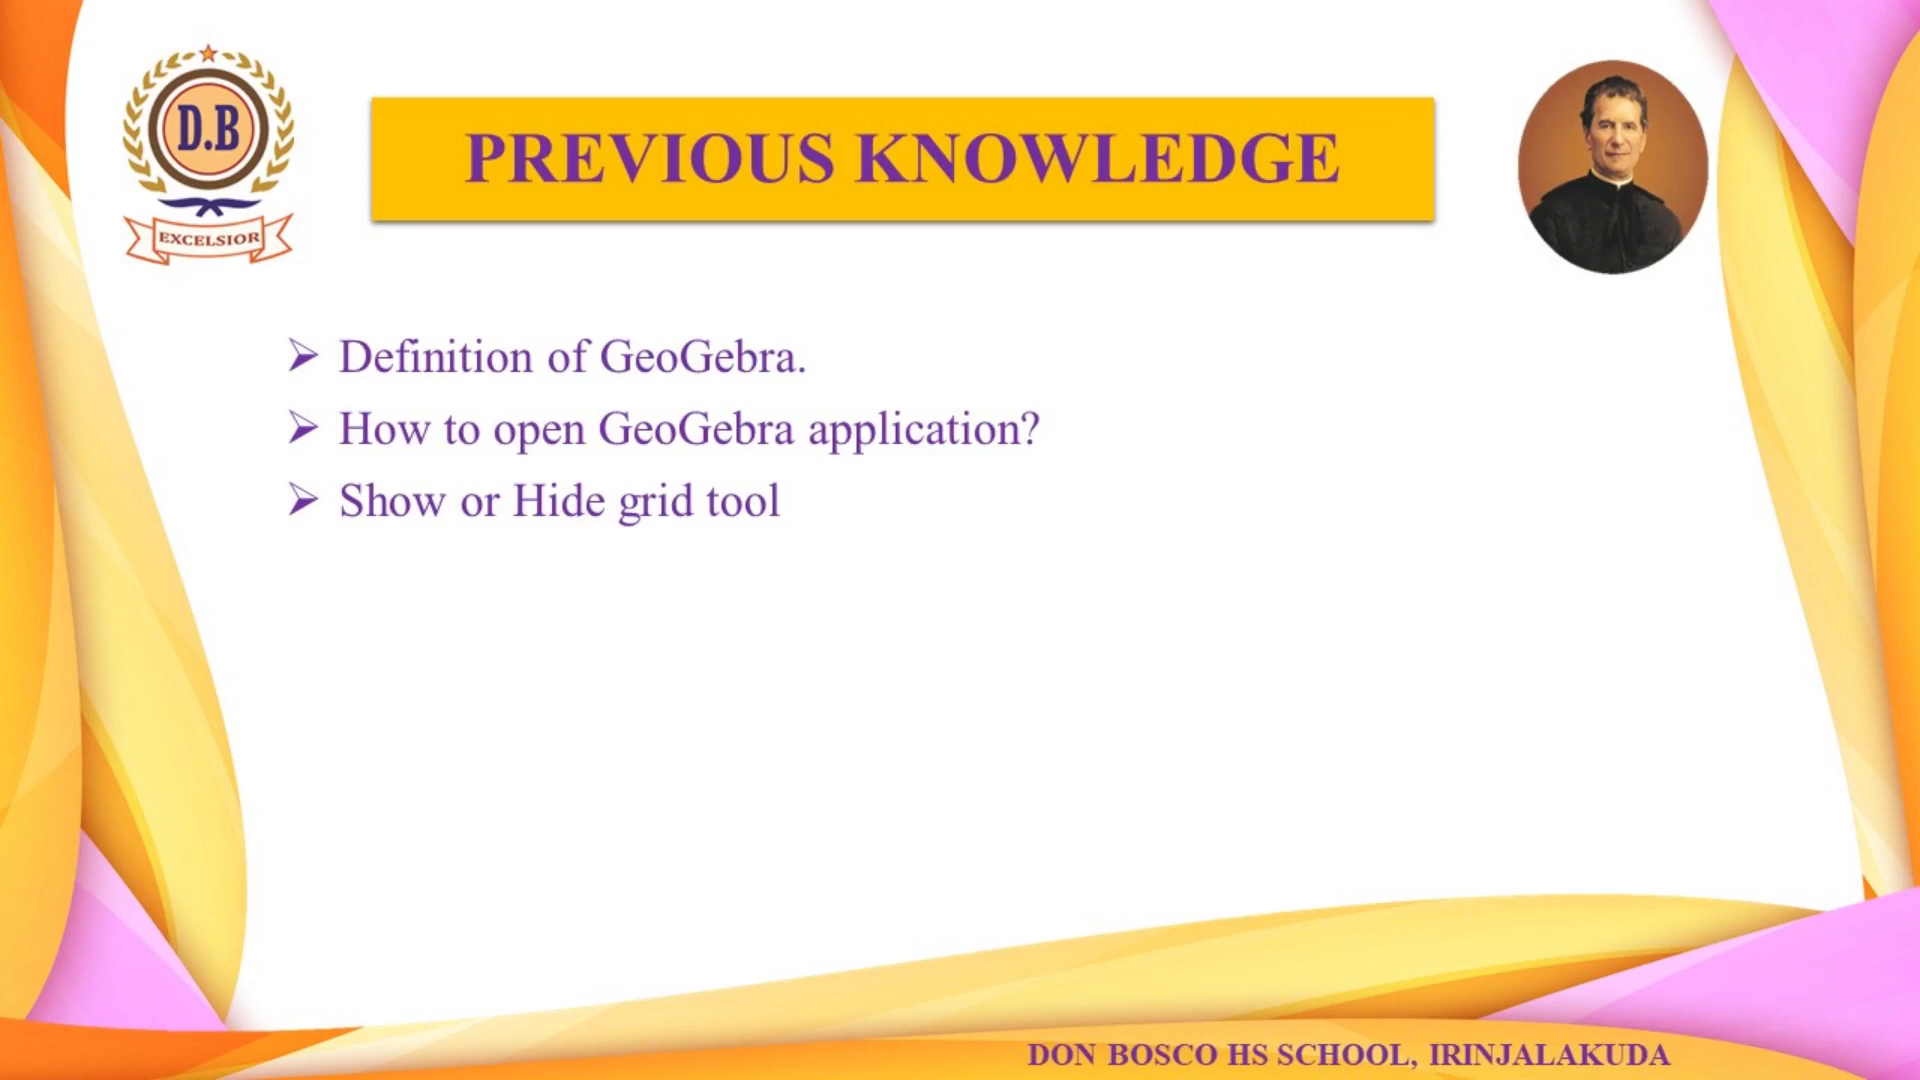 D.B
EXCELSIOR
PREVIOUS KNOWLEDGE
Definition of GeoGebra.
How to open GeoGebra application?
Show or Hide grid tool
DON BOSCO HS SCHOOL, IRINJALAKUDA